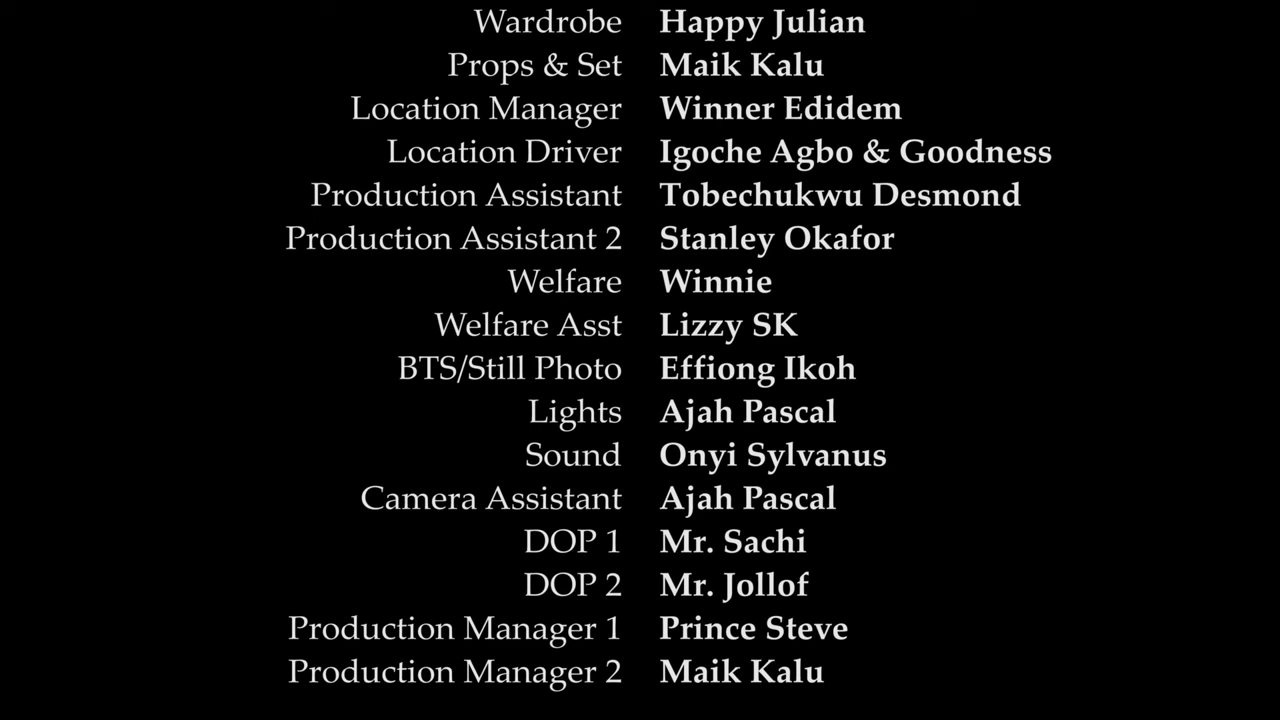 Wardrobe Happy Julian
Props & Set Maik Kalu
Location Manager Winner Edidem
Location Driver Igoche Agbo & Goodness
Production Assistant Tobechukwu Desmond
Production Assistant 2 Stanley Okafor
Welfare Winnie
Welfare Asst Lizzy SK
BTS/Still Photo Effiong Ikoh
Lights Ajah Pascal
Sound Onyi Sylvanus
Camera Assistant Ajah Pascal
DOP 1 Mr. Sachi
DOP 2 Mr. Jollof
Production Manager 1 Prince Steve
Production Manager 2 Maik Kalu